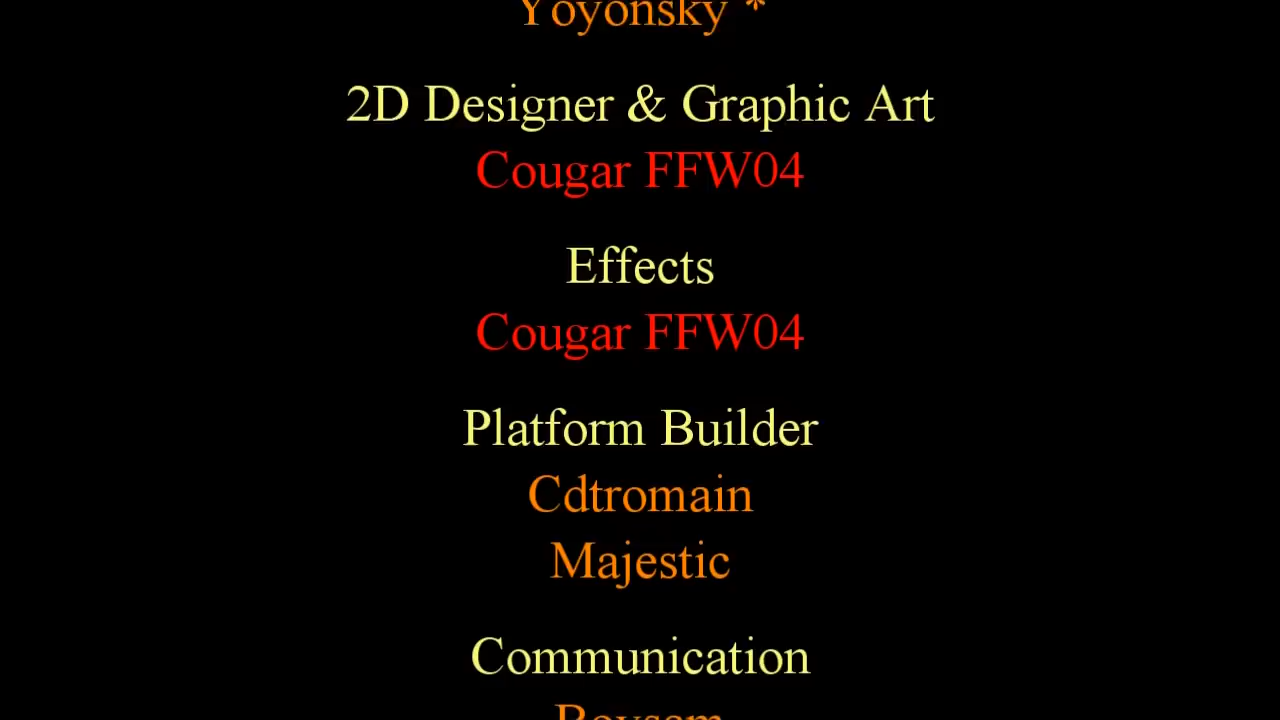 Yoyonsky *
2D Designer & Graphic Art
Cougar FFW04
Effects
Cougar FFW04
Platform Builder
Cdtromain
Majestic
Communication